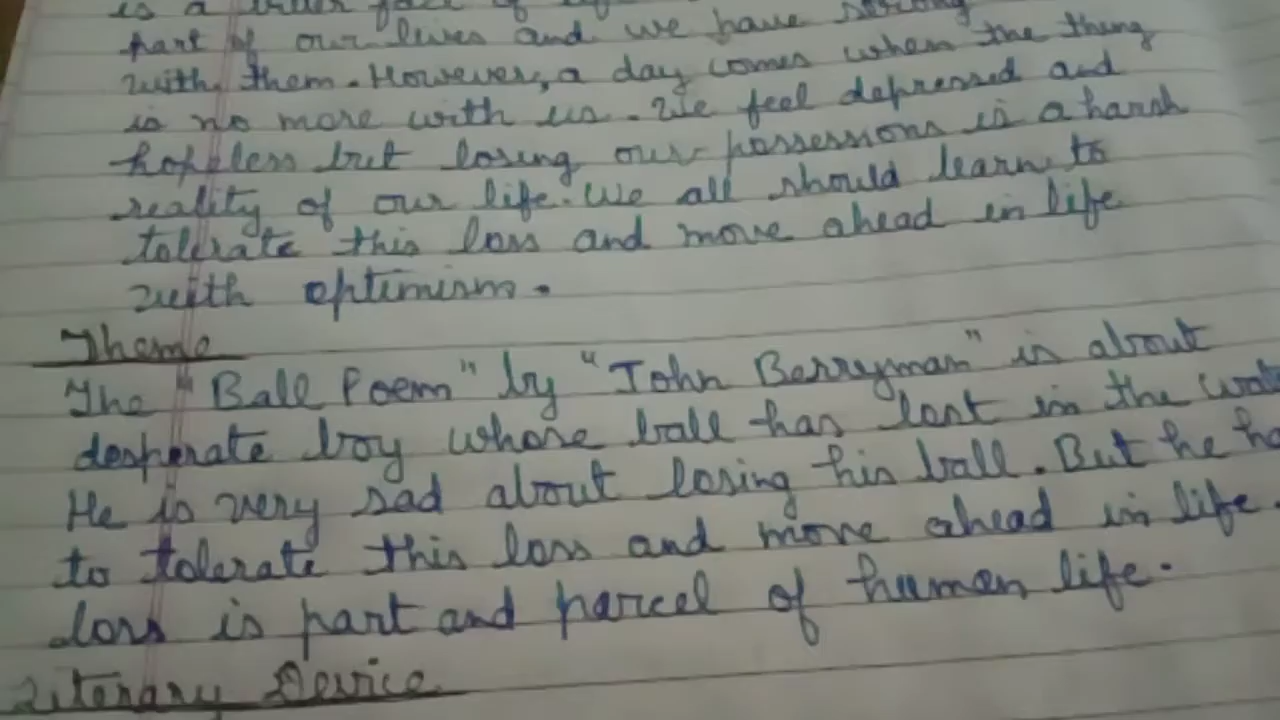 is a
part of our lives and we have strong
with them. However, a day comes when the thing
is no more with us. We feel depressed and
hopeless but losing our possessions is a harsh
reality of our life. We all should learn to
tolerate this loss and move ahead in life
with optimism.
Theme
The "Ball Poem" by "John Berryman" is about
desperate boy whose ball has lost in the wat
He is very sad about losing his ball. But he ha
to tolerate this loss and move ahead in life.
Loss is part and parcel of human life.
Literary Device